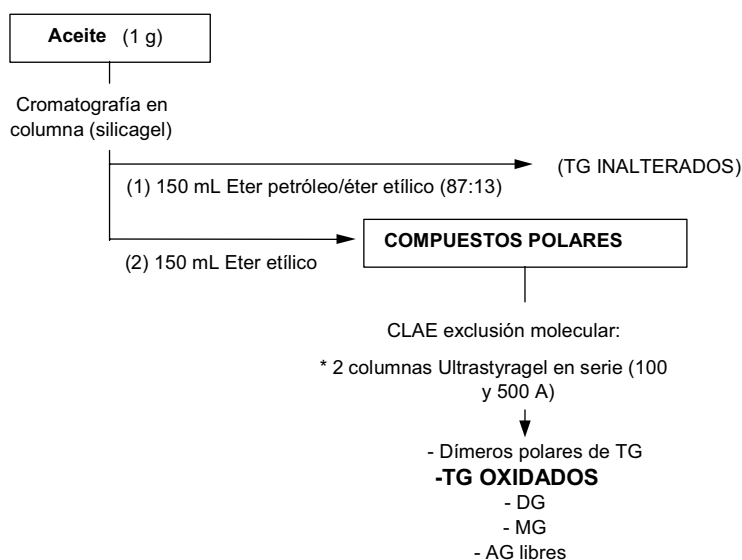 Aceite (1 g)
Cromatografía en
columna (silicagel)
(1) 150 mL Eter petróleo/éter etílico (87:13)
(TG INALTERADOS)
(2) 150 mL Eter etílico
COMPUESTOS POLARES
CLAE exclusión molecular:
* 2 columnas Ultrastyragel en serie (100
y 500 A)
- Dímeros polares de TG
-TG OXIDADOS
- DG
- MG
- AG libres